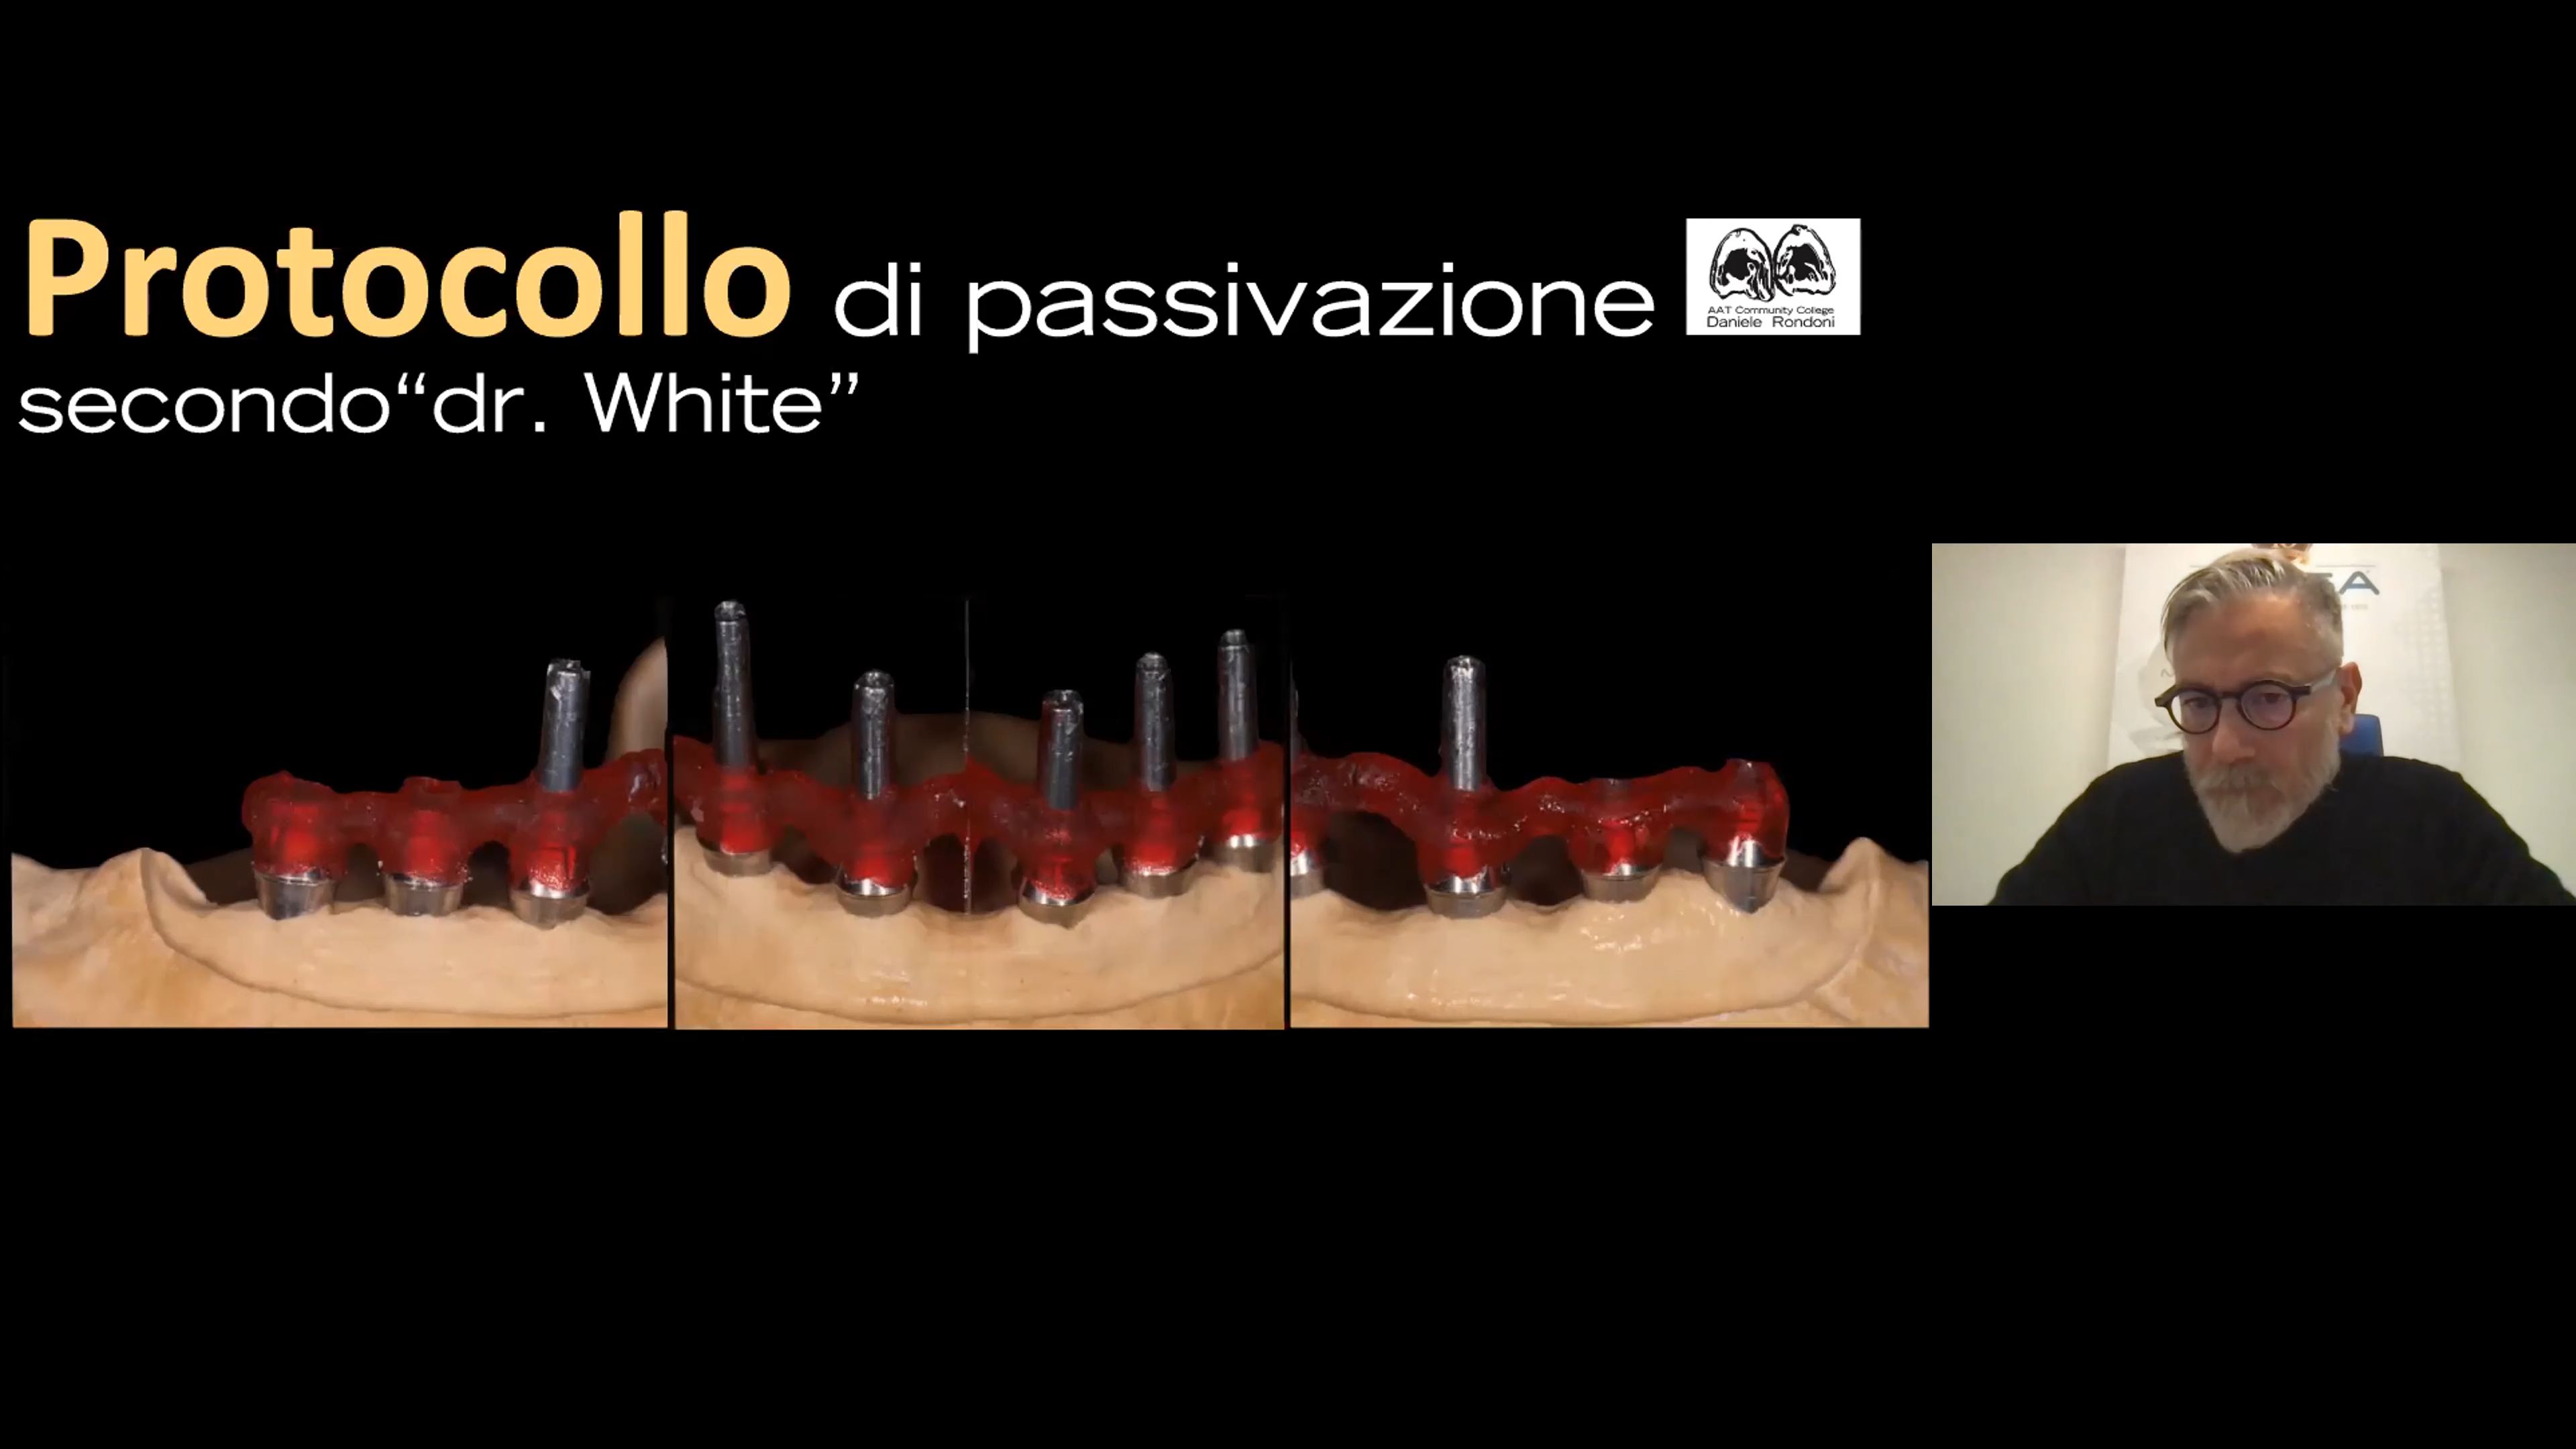 Protocollo di passivazione
AAT Community College
Daniele Rondoni
secondo“dr. White”